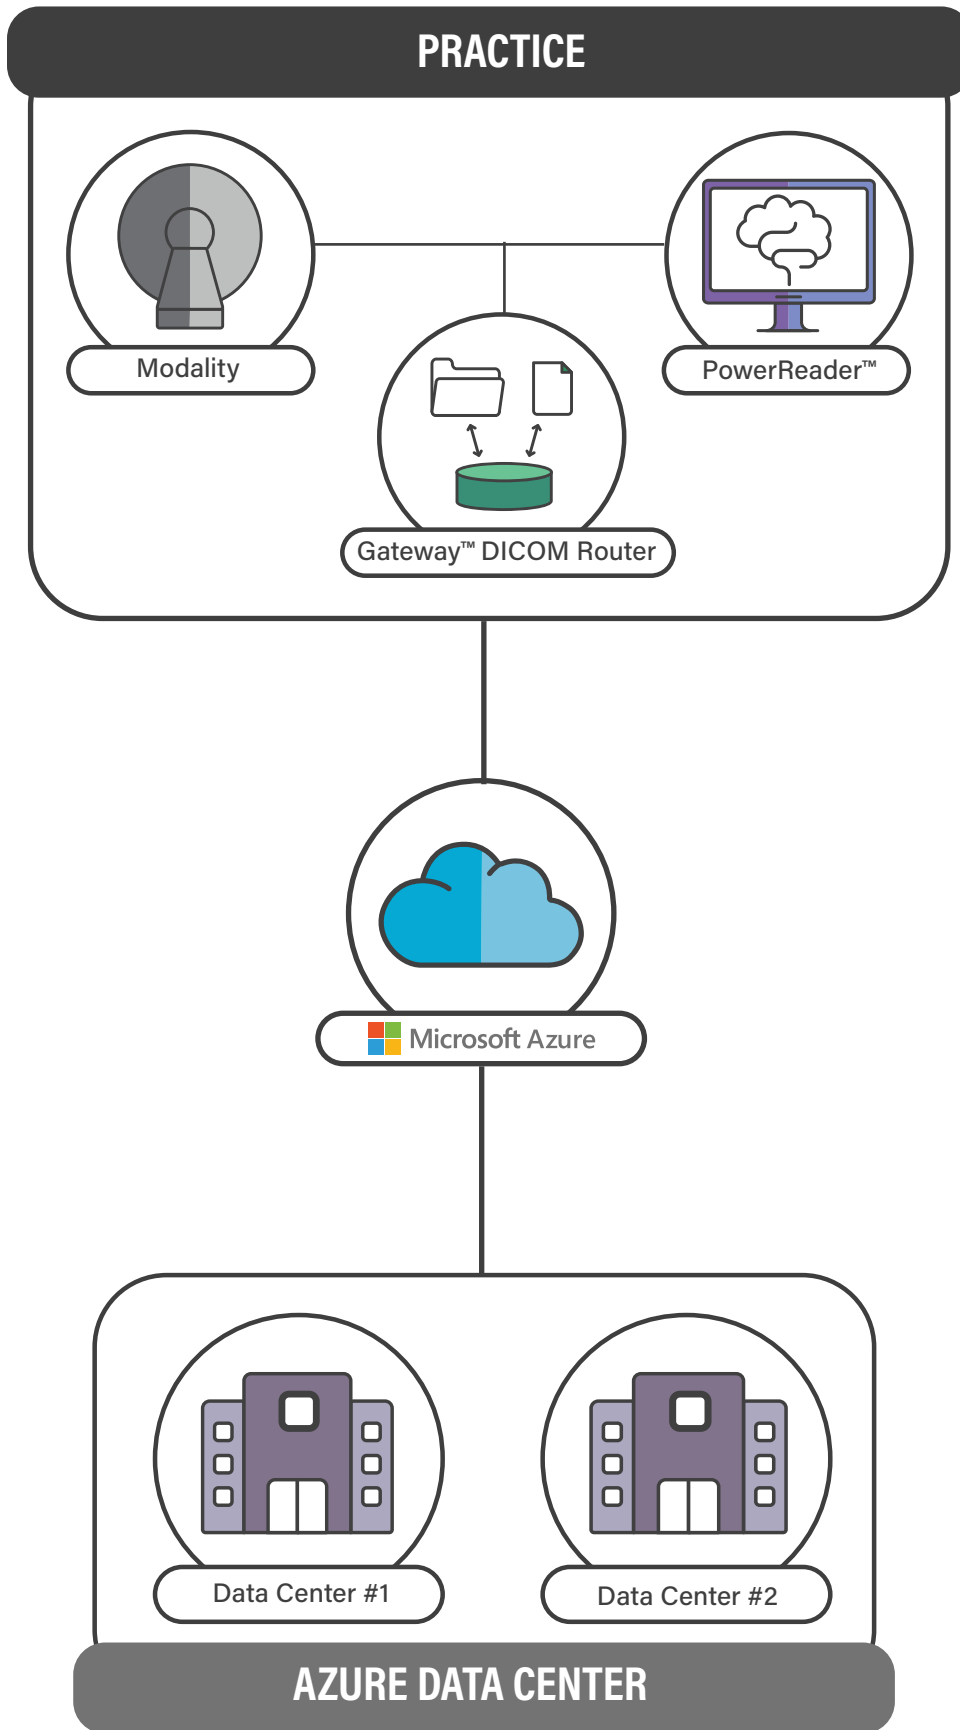 PRACTICE
Modality
PowerReader™
Gateway™ DICOM Router
Microsoft Azure
Data Center #1
Data Center #2
AZURE DATA CENTER